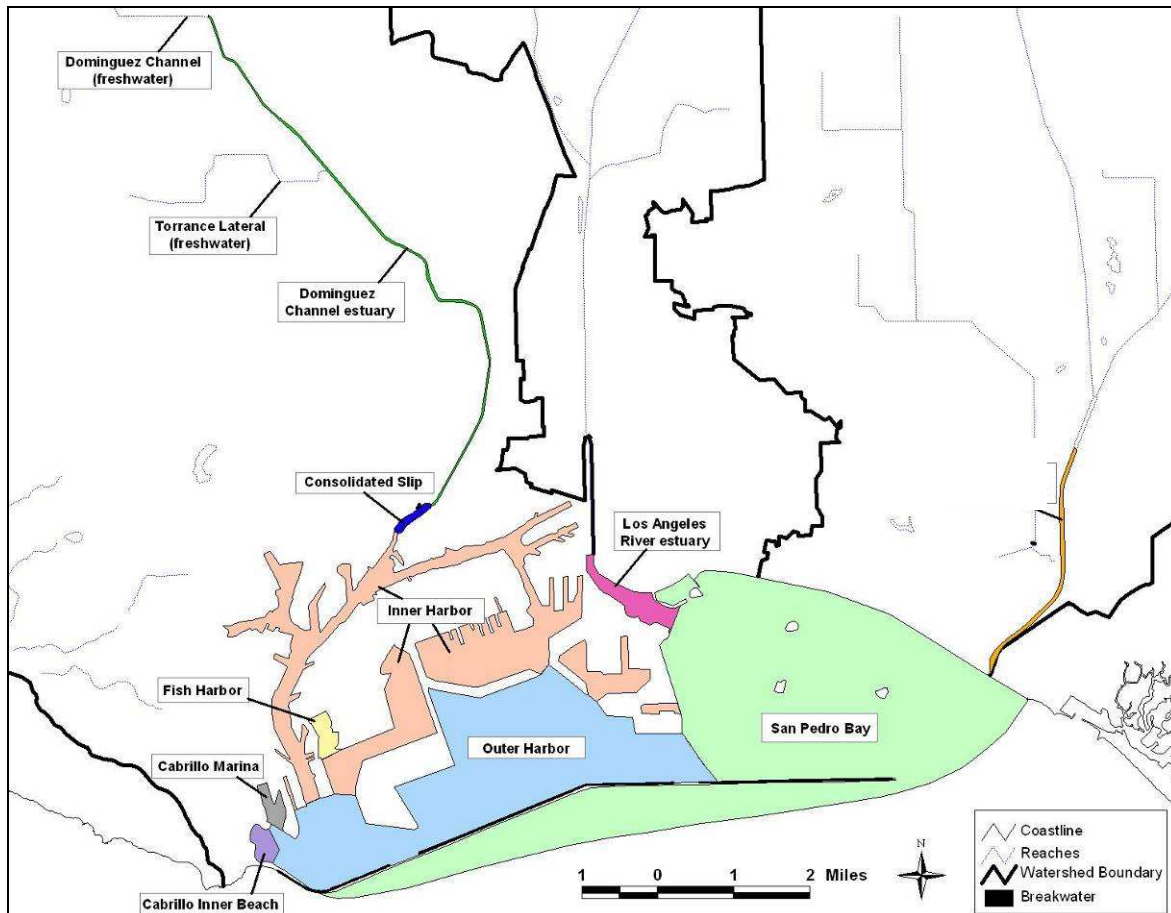 Dominguez Channel
(freshwater)
Torrance Lateral
(freshwater)
Dominguez
Channel estuary
Consolidated Slip
Los Angeles
River estuary
Inner Harbor
Fish Harbor
San Pedro Bay
Outer Harbor
Cabrillo Marina
Cabrillo Inner Beach
1 0 1 2 Miles
N
Coastline
Reaches
Watershed Boundary
Breakwater